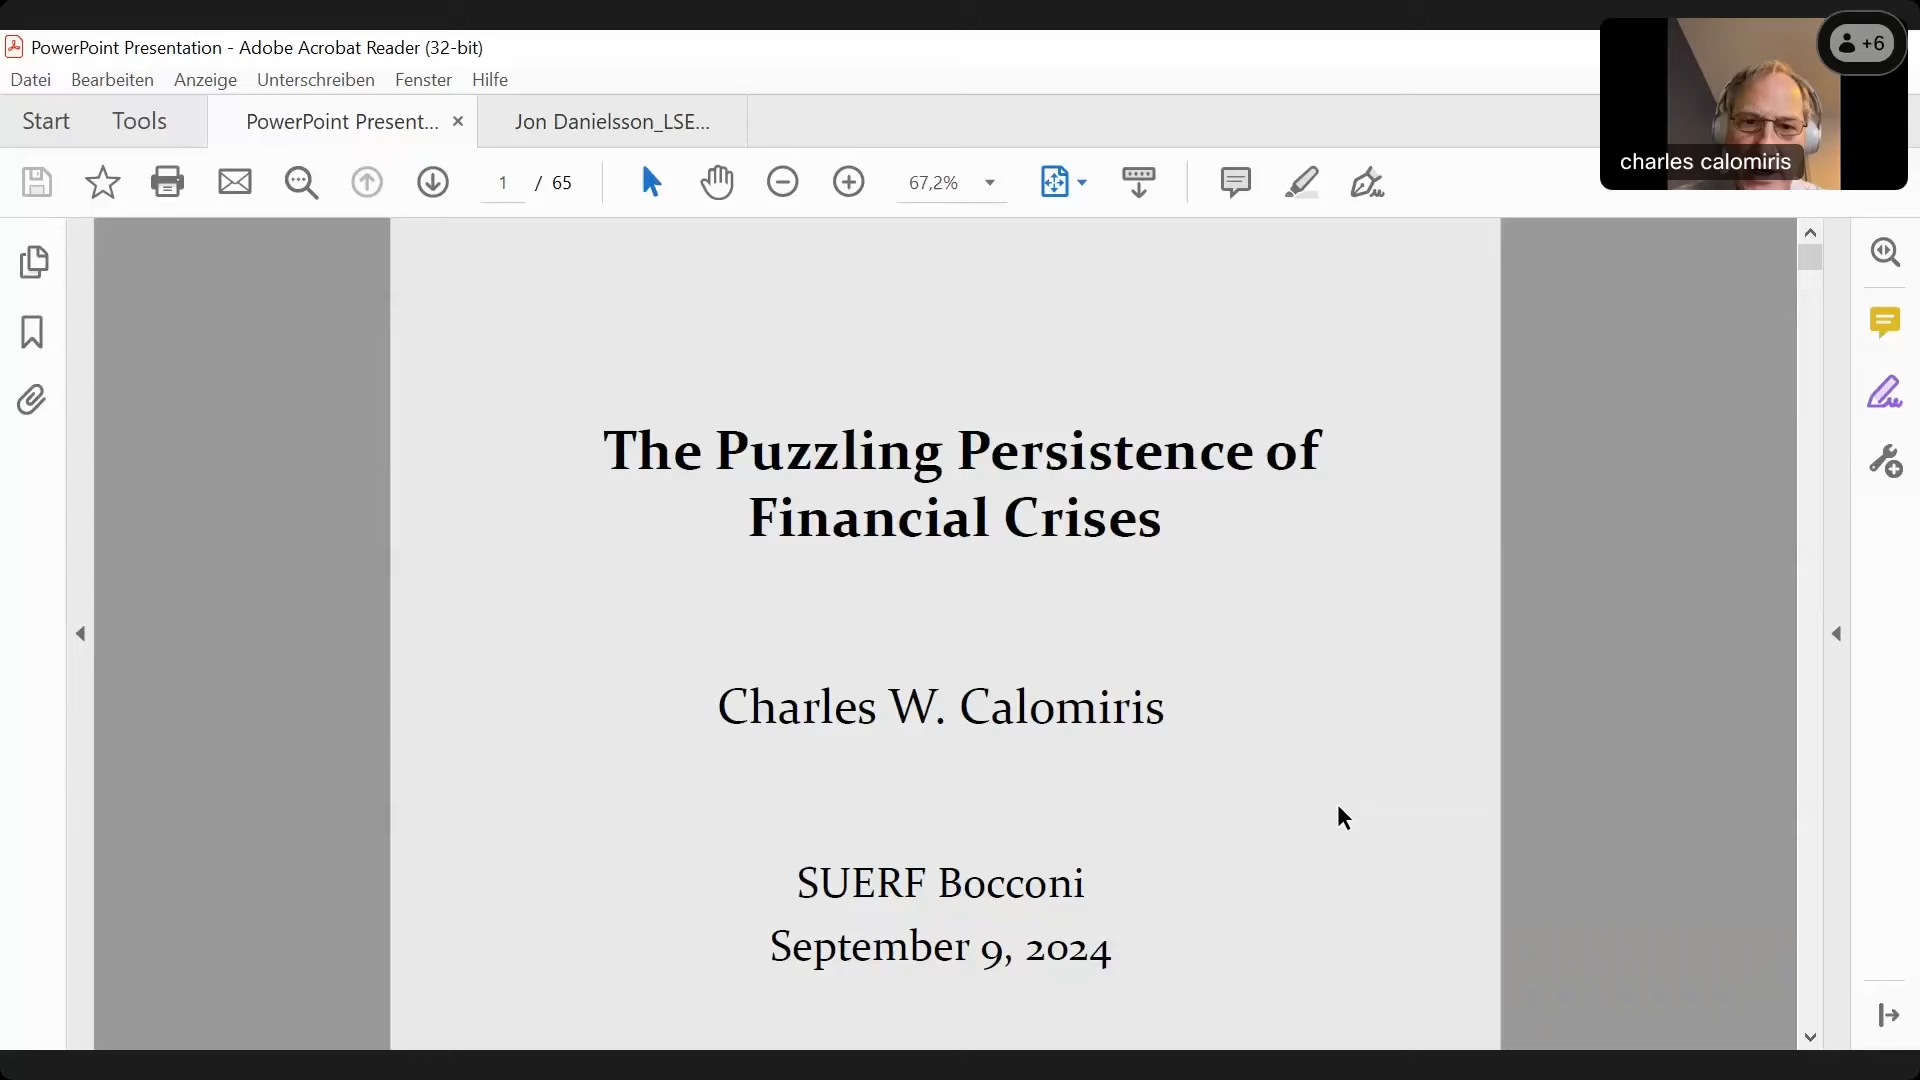 PowerPoint Presentation - Adobe Acrobat Reader (32-bit)
+6
Datei Bearbeiten Anzeige Unterschreiben Fenster Hilfe
Start Tools PowerPoint Present... × Jon Danielsson_LSE...
charles calomiris
1 / 65 67,2%
The Puzzling Persistence of
Financial Crises
Charles W. Calomiris
SUERF Bocconi
September 9, 2024